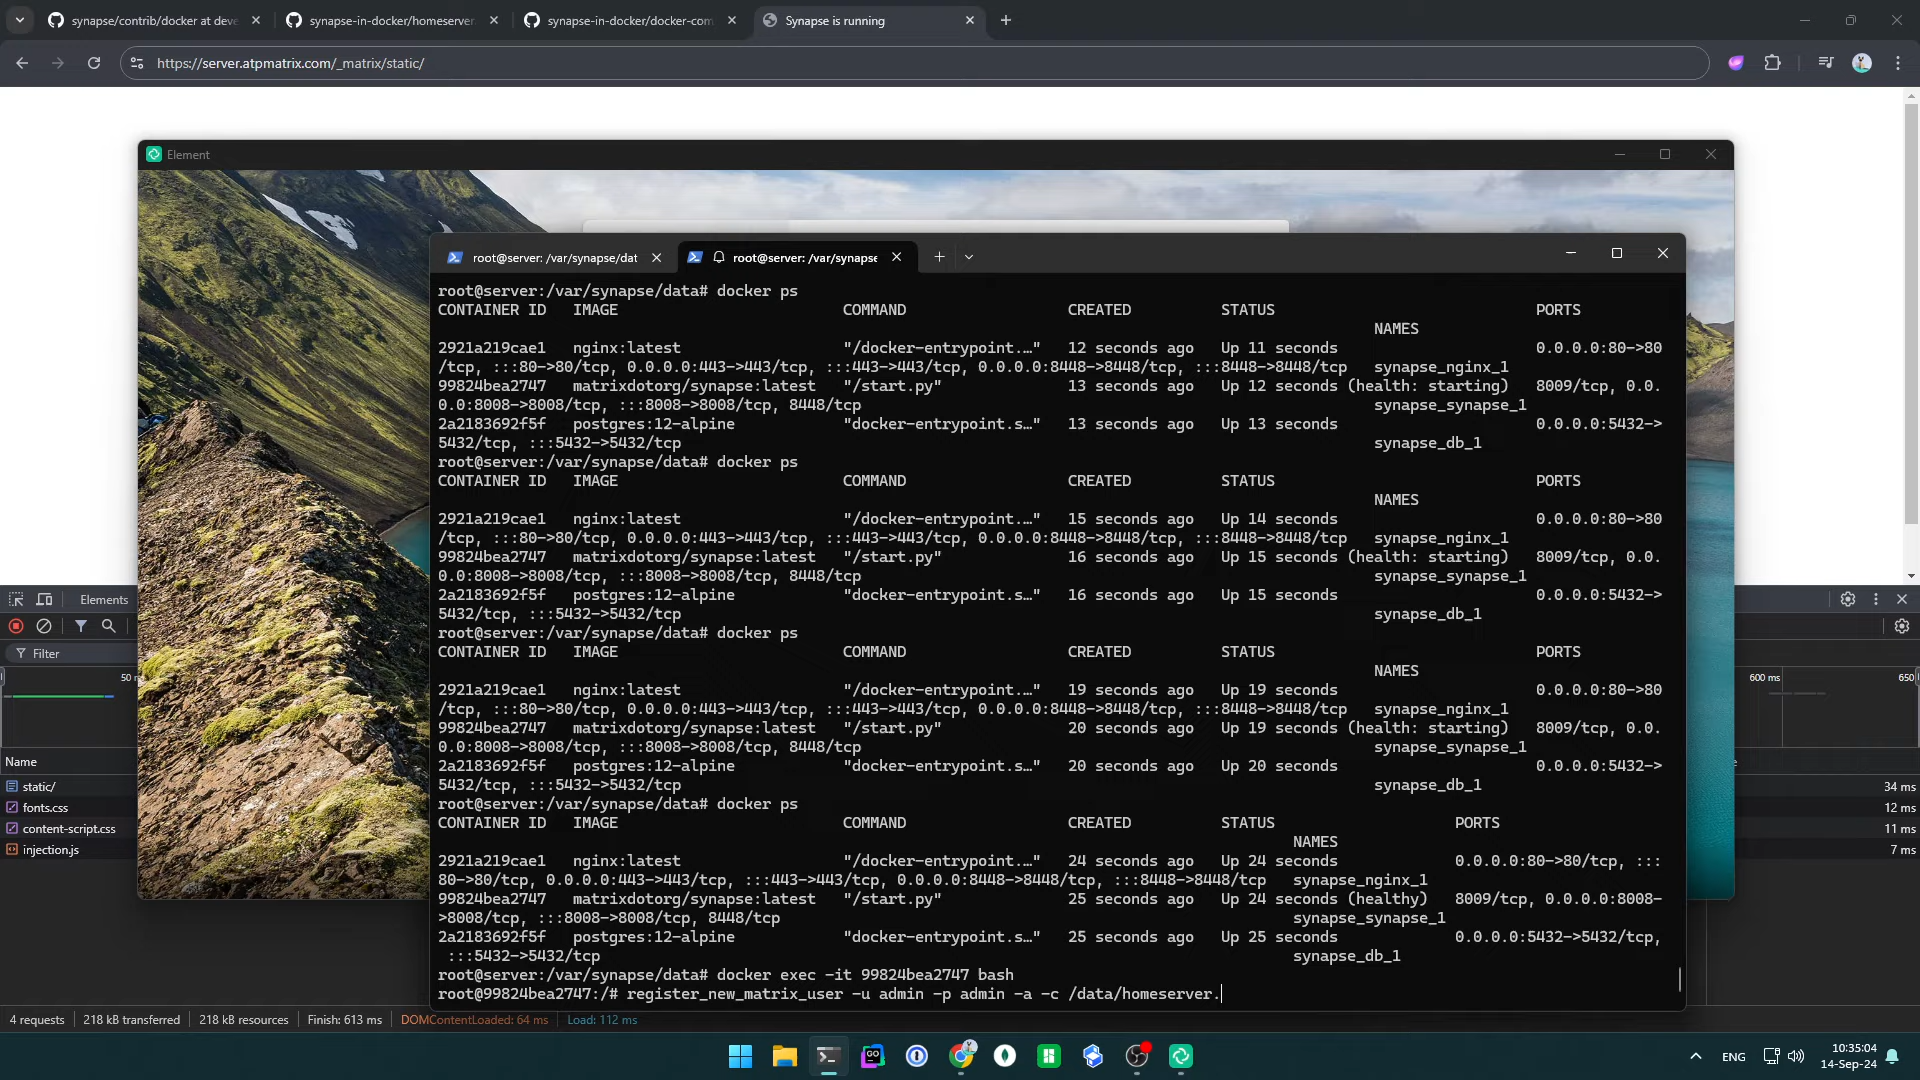 synapse/contrib/docker at deve
synapse-in-docker/homeserver
synapse-in-docker/docker-com
Synapse is running
https://server.atpmatrix.com/_matrix/static/
Element
root@server: /var/synapse/dat
root@server: /var/synapse
root@server:/var/synapse/data# docker ps
CONTAINER ID   IMAGE                         COMMAND                  CREATED          STATUS                             PORTS
NAMES
2921a219cae1   nginx:latest                  "/docker-entrypoint.…"   12 seconds ago   Up 11 seconds                      0.0.0.0:80->80
/tcp, :::80->80/tcp, 0.0.0.0:443->443/tcp, :::443->443/tcp, 0.0.0.0:8448->8448/tcp, :::8448->8448/tcp   synapse_nginx_1
99824bea2747   matrixdotorg/synapse:latest   "/start.py"              13 seconds ago   Up 12 seconds (health: starting)   8009/tcp, 0.0.
0.0:8008->8008/tcp, :::8008->8008/tcp, 8448/tcp   synapse_synapse_1
2a2183692f5f   postgres:12-alpine            "docker-entrypoint.s…"   13 seconds ago   Up 13 seconds                      0.0.0.0:5432->
5432/tcp, :::5432->5432/tcp   synapse_db_1
root@server:/var/synapse/data# docker ps
CONTAINER ID   IMAGE                         COMMAND                  CREATED          STATUS                             PORTS
NAMES
2921a219cae1   nginx:latest                  "/docker-entrypoint.…"   15 seconds ago   Up 14 seconds                      0.0.0.0:80->80
/tcp, :::80->80/tcp, 0.0.0.0:443->443/tcp, :::443->443/tcp, 0.0.0.0:8448->8448/tcp, :::8448->8448/tcp   synapse_nginx_1
99824bea2747   matrixdotorg/synapse:latest   "/start.py"              16 seconds ago   Up 15 seconds (health: starting)   8009/tcp, 0.0.
0.0:8008->8008/tcp, :::8008->8008/tcp, 8448/tcp   synapse_synapse_1
2a2183692f5f   postgres:12-alpine            "docker-entrypoint.s…"   16 seconds ago   Up 15 seconds                      0.0.0.0:5432->
5432/tcp, :::5432->5432/tcp   synapse_db_1
root@server:/var/synapse/data# docker ps
CONTAINER ID   IMAGE                         COMMAND                  CREATED          STATUS                             PORTS
NAMES
2921a219cae1   nginx:latest                  "/docker-entrypoint.…"   19 seconds ago   Up 19 seconds                      0.0.0.0:80->80
/tcp, :::80->80/tcp, 0.0.0.0:443->443/tcp, :::443->443/tcp, 0.0.0.0:8448->8448/tcp, :::8448->8448/tcp   synapse_nginx_1
99824bea2747   matrixdotorg/synapse:latest   "/start.py"              20 seconds ago   Up 19 seconds (health: starting)   8009/tcp, 0.0.
0.0:8008->8008/tcp, :::8008->8008/tcp, 8448/tcp   synapse_synapse_1
2a2183692f5f   postgres:12-alpine            "docker-entrypoint.s…"   20 seconds ago   Up 20 seconds                      0.0.0.0:5432->
5432/tcp, :::5432->5432/tcp   synapse_db_1
root@server:/var/synapse/data# docker ps
CONTAINER ID   IMAGE                         COMMAND                  CREATED          STATUS                    PORTS
NAMES
2921a219cae1   nginx:latest                  "/docker-entrypoint.…"   24 seconds ago   Up 24 seconds             0.0.0.0:80->80/tcp, :::
80->80/tcp, 0.0.0.0:443->443/tcp, :::443->443/tcp, 0.0.0.0:8448->8448/tcp, :::8448->8448/tcp   synapse_nginx_1
99824bea2747   matrixdotorg/synapse:latest   "/start.py"              25 seconds ago   Up 24 seconds (healthy)   8009/tcp, 0.0.0.0:8008-
>8008/tcp, :::8008->8008/tcp, 8448/tcp   synapse_synapse_1
2a2183692f5f   postgres:12-alpine            "docker-entrypoint.s…"   25 seconds ago   Up 25 seconds             0.0.0.0:5432->5432/tcp,
:::5432->5432/tcp   synapse_db_1
root@server:/var/synapse/data# docker exec -it 99824bea2747 bash
root@99824bea2747:/# register_new_matrix_user -u admin -p admin -a -c /data/homeserver.
Elements
Filter
50 m
600 ms
650
Name
static/
34 ms
fonts.css
12 ms
content-script.css
11 ms
injection.js
7 ms
4 requests
218 kB transferred
218 kB resources
Finish: 613 ms
DOMContentLoaded: 64 ms
Load: 112 ms
GO
ENG
10:35:04
14-Sep-24